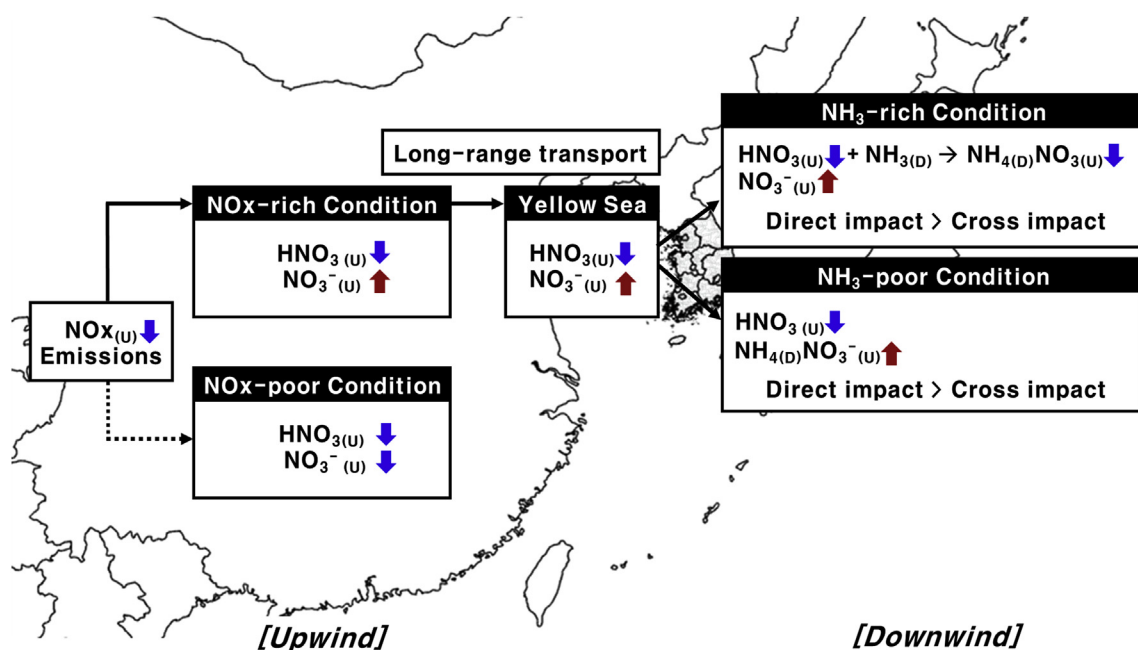 NOx(U)
Emissions
NOx-rich Condition
HNO₃(U)
NO₃⁻(U)
NOx-poor Condition
HNO₃(U)
NO₃⁻(U)
Long-range transport
Yellow Sea
HNO₃(U)
NO₃⁻(U)
NH₃-rich Condition
HNO₃(U) + NH₃(D) → NH₄(D)NO₃(U)
NO₃⁻(U)
Direct impact > Cross impact
NH₃-poor Condition
HNO₃(U)
NH₄(D)NO₃⁻(U)
Direct impact > Cross impact
[Upwind]
[Downwind]